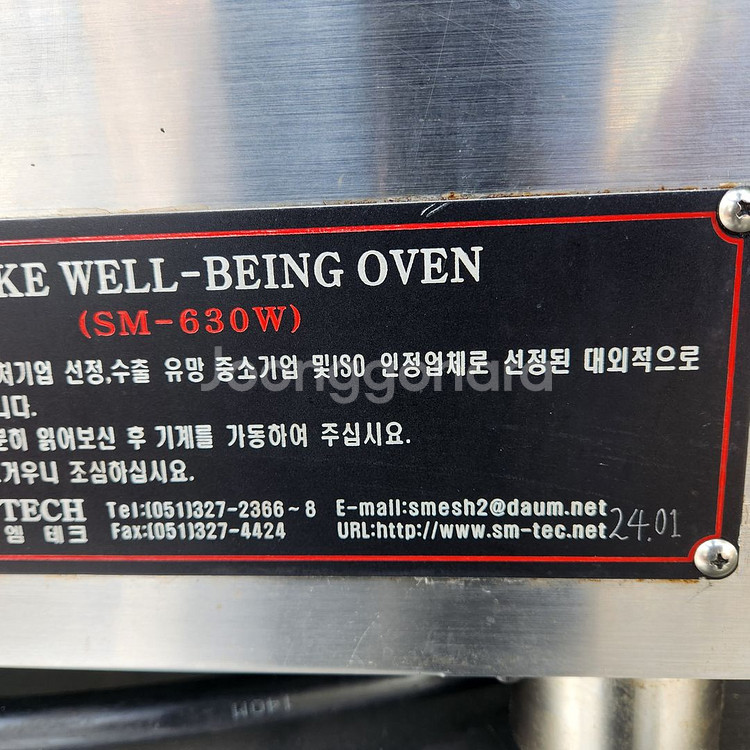 KE WELL-BEING OVEN
(SM-630W)
처기업 선정,수출 유망 중소기업 및ISO 인정업체로 선정된 대외적으로
니다.
분히 읽어보신 후 기계를 가동하여 주십시요.
거우니 조심하십시요.
TECH Tel:(051)327-2366~8 E-mail:smesh2@daum.net
엠 테크 Fax:(051)327-4424 URL:http://www.sm-tec.net 24.01
Joonggonara
140M